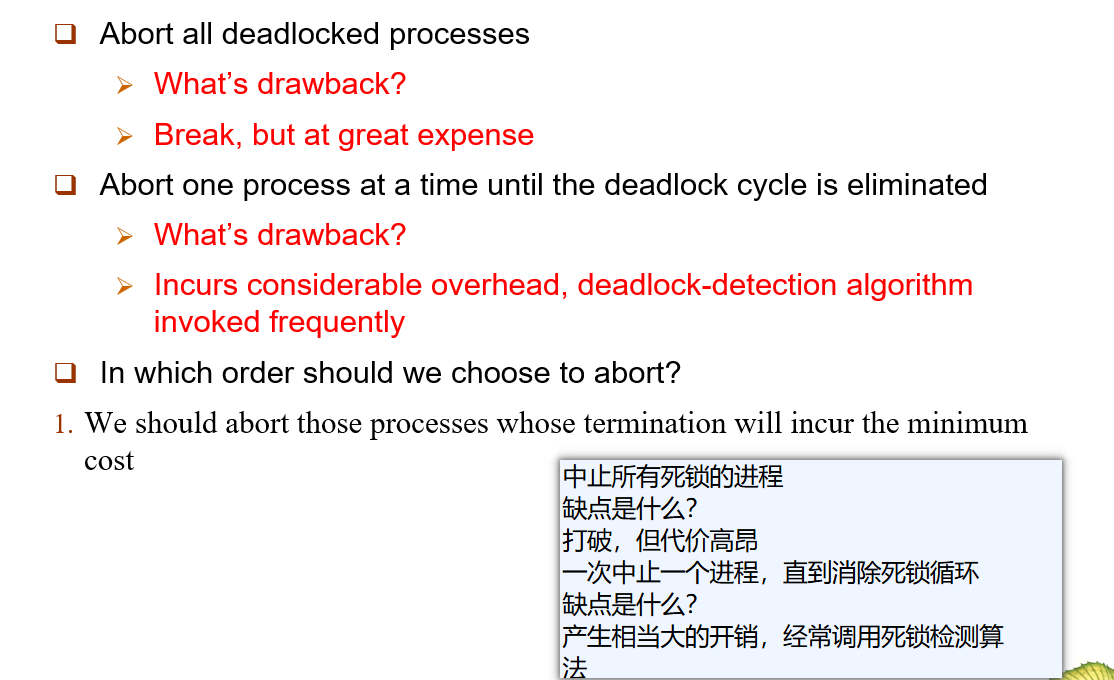 Abort all deadlocked processes
What’s drawback?
Break, but at great expense
Abort one process at a time until the deadlock cycle is eliminated
What’s drawback?
Incurs considerable overhead, deadlock-detection algorithm
invoked frequently
In which order should we choose to abort?
1. We should abort those processes whose termination will incur the minimum
cost
中止所有死锁的进程
缺点是什么?
打破，但代价高昂
一次中止一个进程，直到消除死锁循环
缺点是什么?
产生相当大的开销，经常调用死锁检测算
法